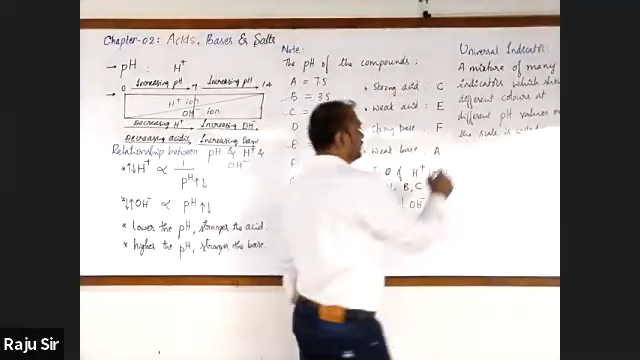 Chapter-02: Acids, Bases & Salts
→ pH : H⁺
0 Increasing pH → 7 Increasing pH → 14
H⁺ ion
OH⁻ ion
Decreasing H⁺ Increasing OH⁻
Decreasing acidic Increasing basic
Relationship between pH & H⁺ &
OH⁻
* ↑↓H⁺ ∝ 1
pH↑↓
* ↓↑OH⁻ ∝ pH↑↓
* lower the pH, stronger the acid.
* higher the pH, stronger the base.
Note:
The pH of the compounds :
A = 7.5
B = 3.5
C =
D
E
* Strong acid : C
* weak acid : E
strong base : F
weak base : A
of H⁺
B, C
OH⁻
Universal Indicator:
A mixture of many
indicators which show
different colours at
different pH values on
the scale is called
Raju Sir